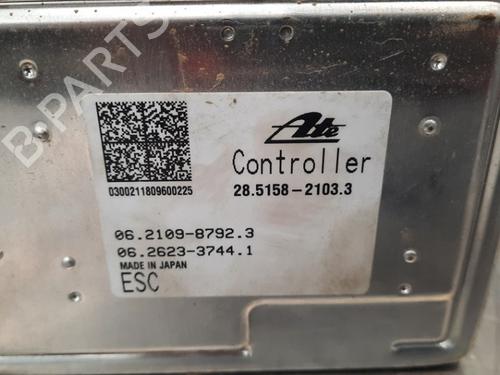 B-PARTS
Ate
Controller
0300211809600225
28.5158-2103.3
06.2109-8792.3
06.2623-3744.1
MADE IN JAPAN
ESC